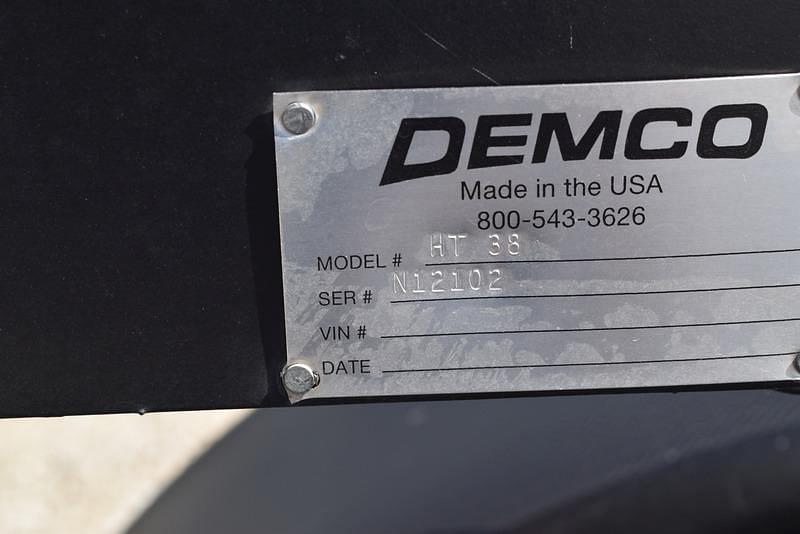 DEMCO
Made in the USA
800-543-3626
MODEL # HT 38
SER # N12102
VIN #
DATE